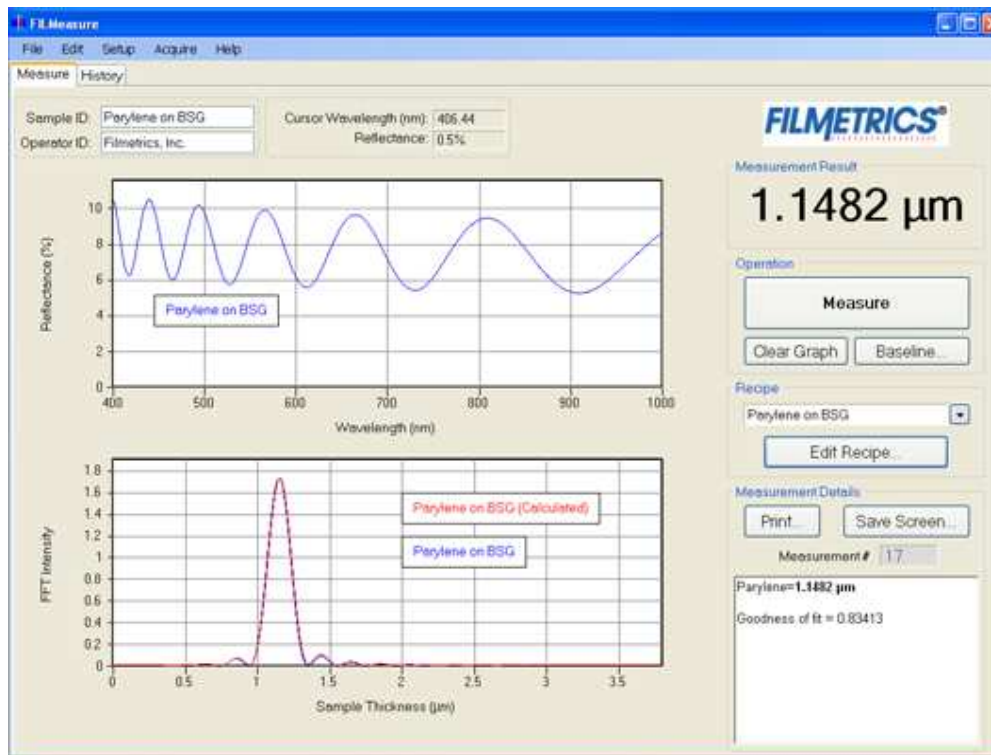 FILMeasure
File Edit Setup Acquire Help
Measure History
Sample ID: Parylene on BSG
Operator ID: Filmetrics, Inc.
Cursor Wavelength (nm): 406.44
Reflectance: 0.5%
FILMETRICS®
Measurement Result
1.1482 µm
Operation
Measure
Clear Graph Baseline...
Recipe
Parylene on BSG
Edit Recipe...
Measurement Details
Print... Save Screen...
Measurement # 17
Parylene=1.1482 µm
Goodness of fit = 0.83413
Reflectance (%)
10
8
6
4
2
0
400 500 600 700 800 900 1000
Wavelength (nm)
Parylene on BSG
FFT Intensity
1.8
1.6
1.4
1.2
1
0.8
0.6
0.4
0.2
0
0 0.5 1 1.5 2 2.5 3 3.5
Sample Thickness (µm)
Parylene on BSG (Calculated)
Parylene on BSG